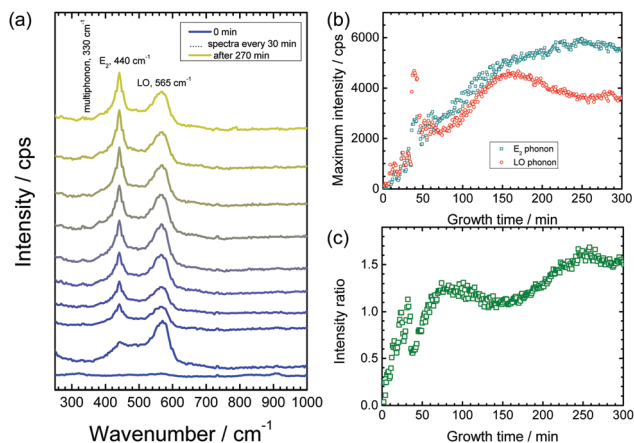 (a)
multiphonon, 330 cm⁻¹
E₂, 440 cm⁻¹
LO, 565 cm⁻¹
0 min
spectra every 30 min
after 270 min
Intensity / cps
300 400 500 600 700 800 900 1000
Wavenumber / cm⁻¹
(b)
Maximum intensity / cps
6000
4000
2000
0
E₂ phonon
LO phonon
0 50 100 150 200 250 300
Growth time / min
(c)
Intensity ratio
1.5
1.0
0.5
0.0
0 50 100 150 200 250 300
Growth time / min